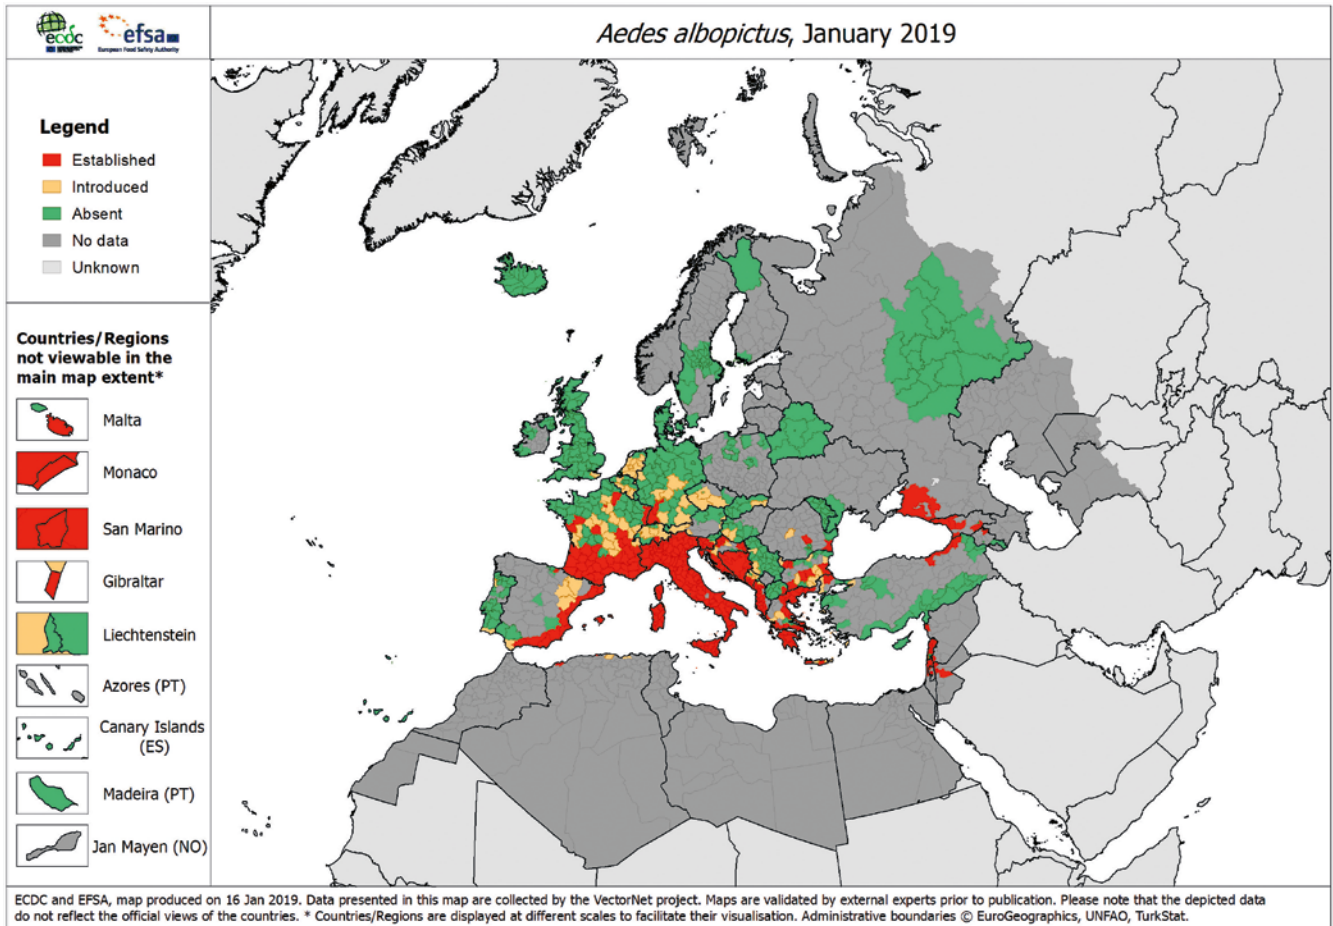 ecdc
efsa
European Food Safety Authority
Aedes albopictus, January 2019
Legend
Established
Introduced
Absent
No data
Unknown
Countries/Regions
not viewable in the
main map extent*
Malta
Monaco
San Marino
Gibraltar
Liechtenstein
Azores (PT)
Canary Islands
(ES)
Madeira (PT)
Jan Mayen (NO)
ECDC and EFSA, map produced on 16 Jan 2019. Data presented in this map are collected by the VectorNet project. Maps are validated by external experts prior to publication. Please note that the depicted data
do not reflect the official views of the countries. * Countries/Regions are displayed at different scales to facilitate their visualisation. Administrative boundaries © EuroGeographics, UNFAO, TurkStat.